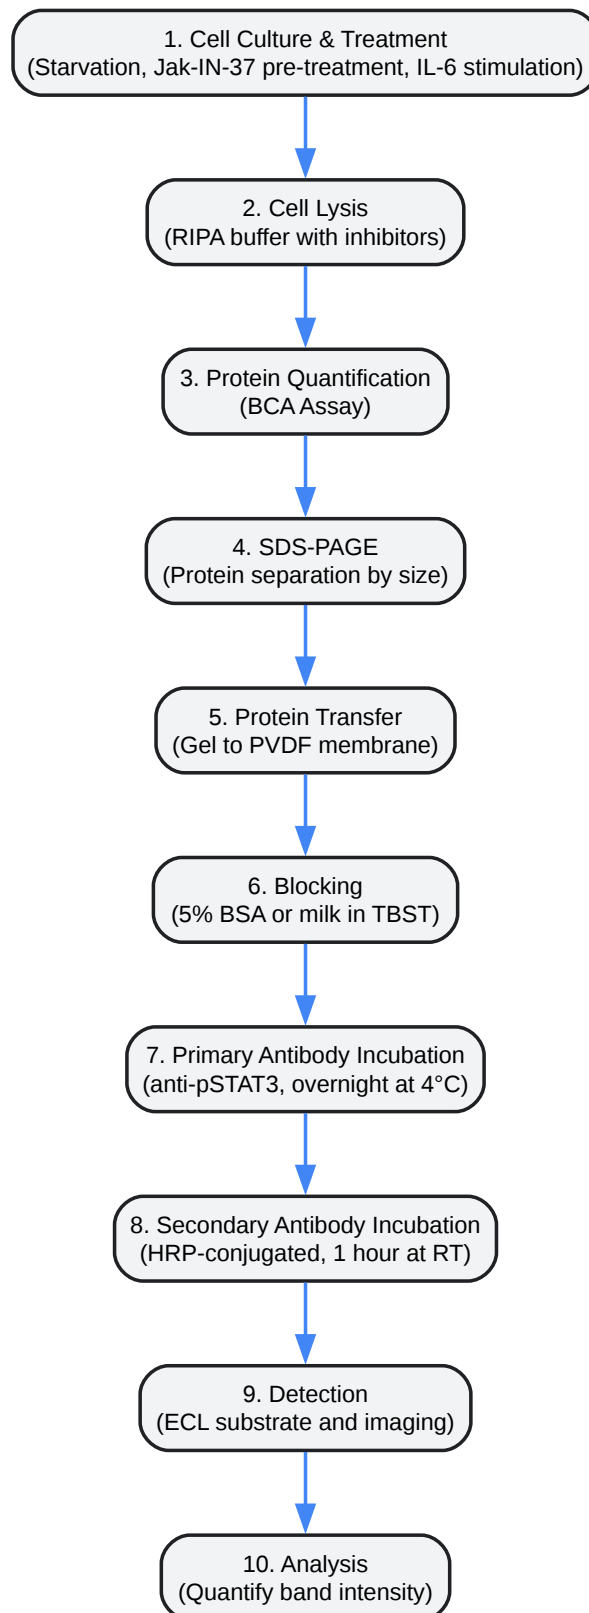 1. Cell Culture & Treatment
(Starvation, Jak-IN-37 pre-treatment, IL-6 stimulation)
2. Cell Lysis
(RIPA buffer with inhibitors)
3. Protein Quantification
(BCA Assay)
4. SDS-PAGE
(Protein separation by size)
5. Protein Transfer
(Gel to PVDF membrane)
6. Blocking
(5% BSA or milk in TBST)
7. Primary Antibody Incubation
(anti-pSTAT3, overnight at 4°C)
8. Secondary Antibody Incubation
(HRP-conjugated, 1 hour at RT)
9. Detection
(ECL substrate and imaging)
10. Analysis
(Quantify band intensity)